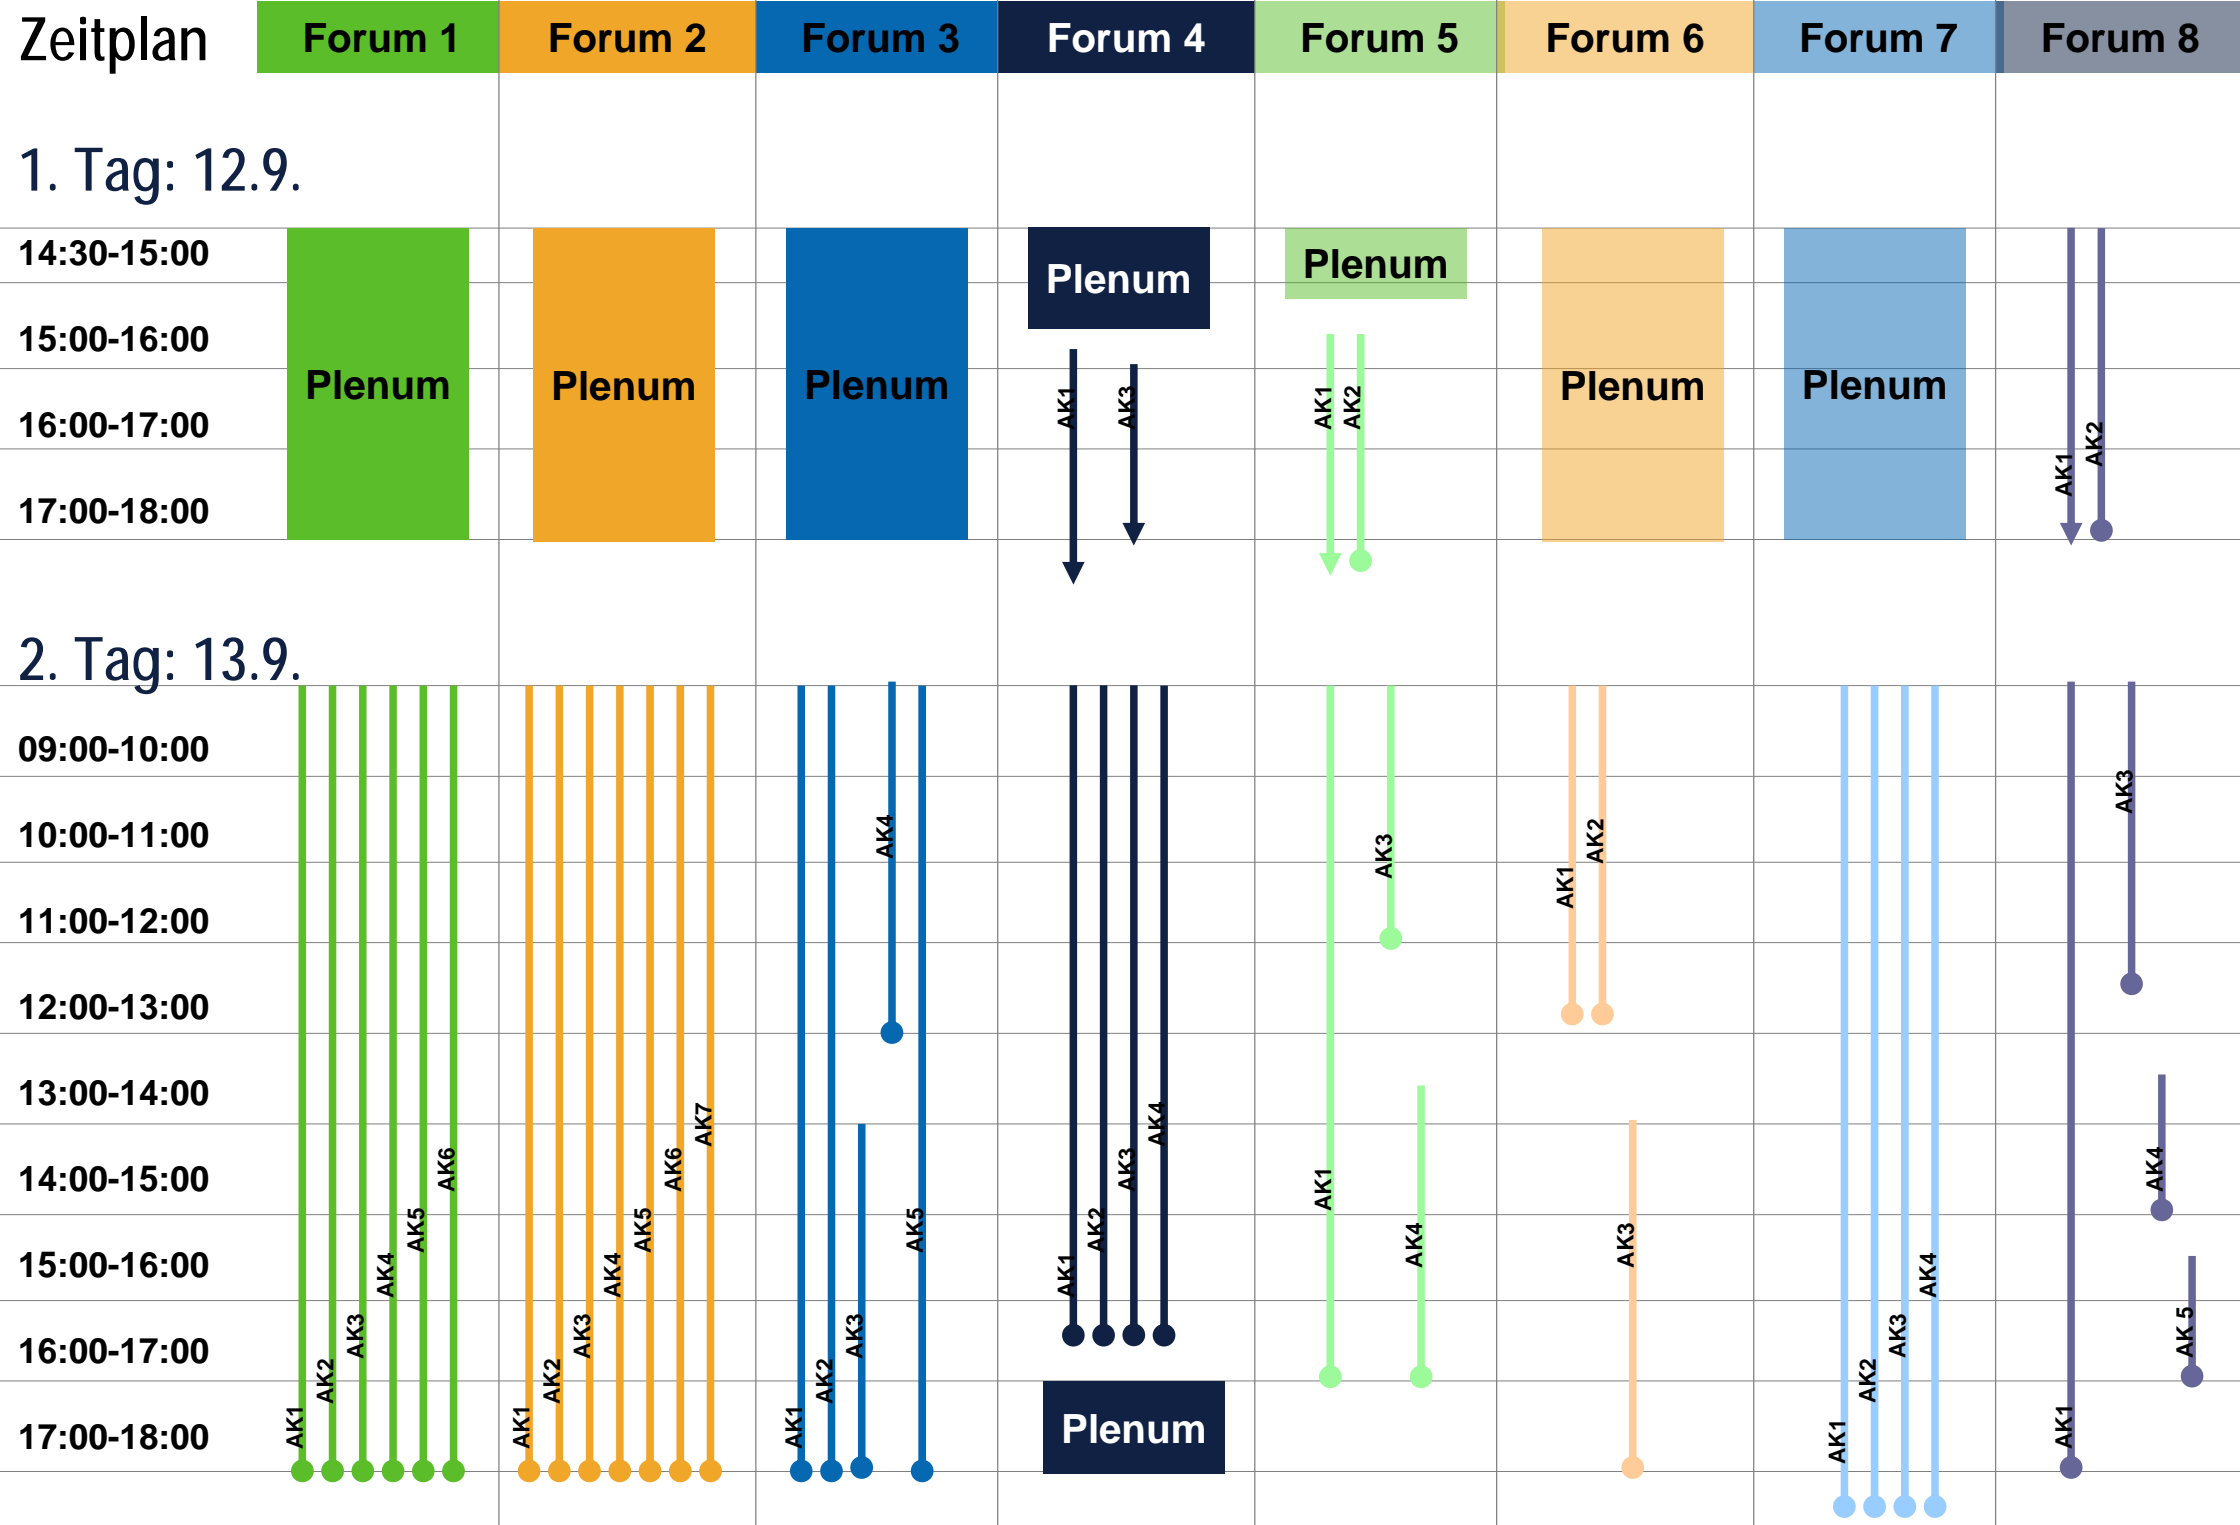 Zeitplan Forum 1 Forum 2 Forum 3 Forum 4 Forum 5 Forum 6 Forum 7 Forum 8
1. Tag: 12.9.
14:30-15:00
Plenum Plenum
15:00-16:00
Plenum Plenum Plenum Plenum Plenum
AK1 AK3 AK1 AK2
16:00-17:00
AK1 AK2
17:00-18:00
2. Tag: 13.9.
09:00-10:00
AK3
10:00-11:00
AK4 AK3 AK2
AK1
11:00-12:00
12:00-13:00
13:00-14:00
AK7 AK4
14:00-15:00
AK6 AK6 AK3 AK1 AK4
AK5 AK5 AK5 AK2 AK4 AK3
15:00-16:00
AK4 AK4 AK1 AK4
16:00-17:00
AK3 AK3 AK3 AK3 AK 5
AK2 AK2 AK2 AK2
Plenum
17:00-18:00
AK1 AK1 AK1 AK1 AK1